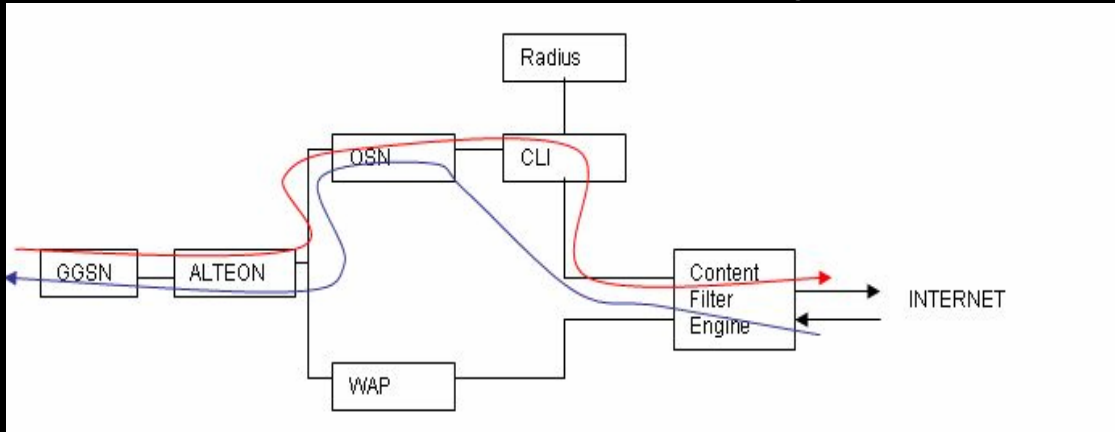 Radius
OSN
CLI
GGSN
ALTEON
Content
Filter
Engine
INTERNET
WAP